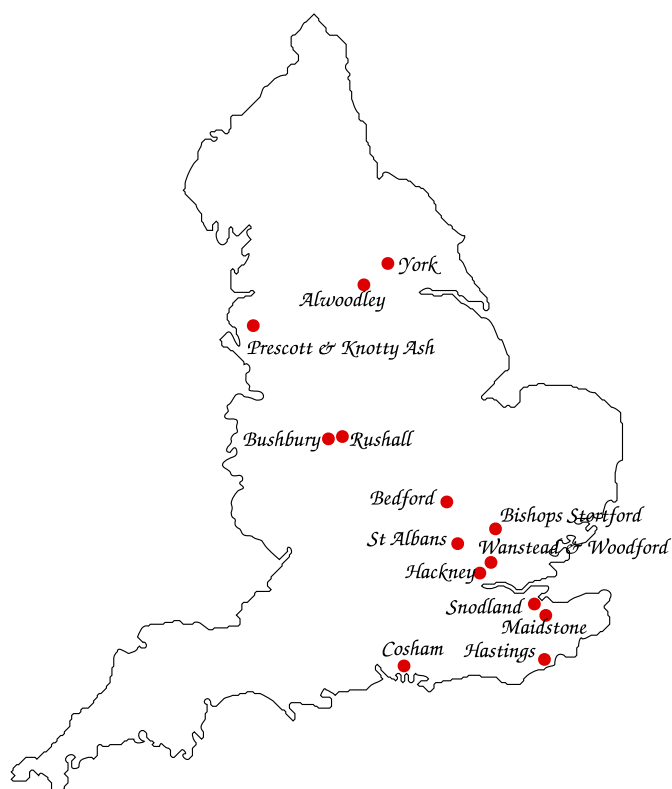 York
Alwoodley
Prescott & Knotty Ash
Bushbury
Rushall
Bedford
Bishops Stortford
St Albans
Wanstead & Woodford
Hackney
Snodland
Maidstone
Cosham
Hastings